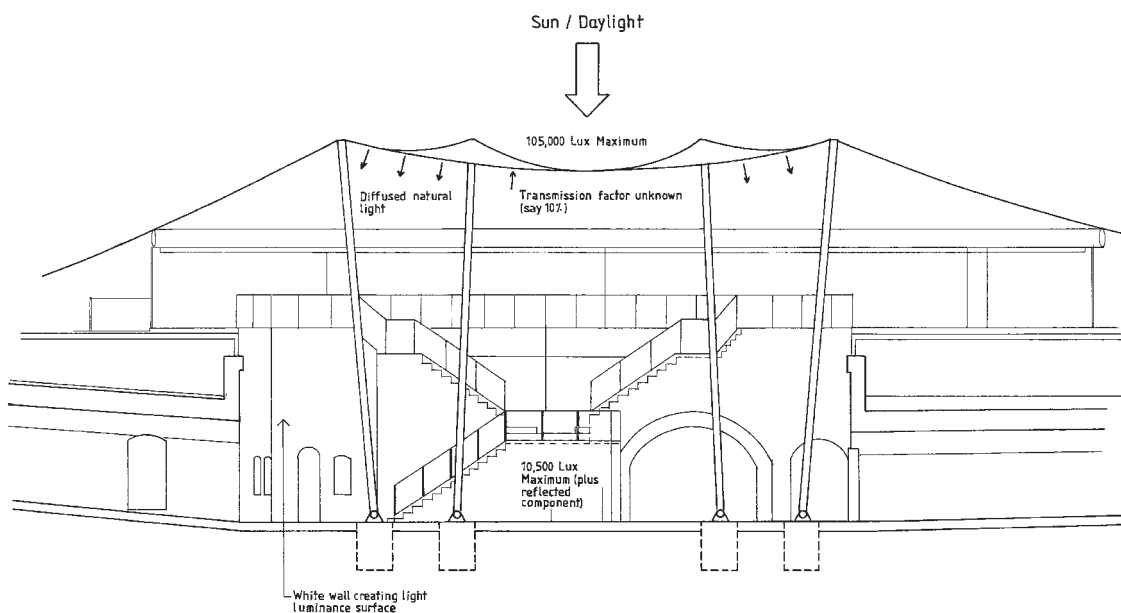 Sun / Daylight
105,000 Lux Maximum
Diffused natural
light
Transmission factor unknown
(say 10%)
10,500 Lux
Maximum (plus
reflected
component)
White wall creating light
luminance surface